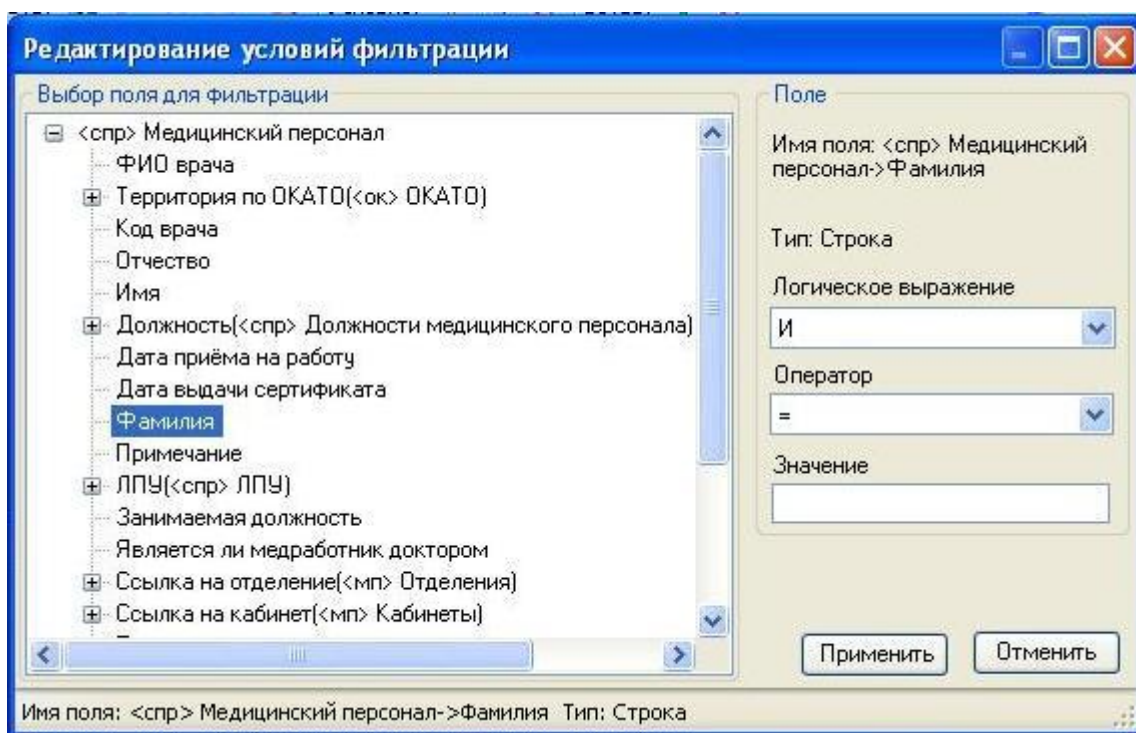 Редактирование условий фильтрации
Выбор поля для фильтрации
<спр> Медицинский персонал
ФИО врача
Территория по ОКАТО(<ок> ОКАТО)
Код врача
Отчество
Имя
Должность(<спр> Должности медицинского персонала)
Дата приёма на работу
Дата выдачи сертификата
Фамилия
Примечание
ЛПУ(<спр> ЛПУ)
Занимаемая должность
Является ли медработник доктором
Ссылка на отделение(<мп> Отделения)
Ссылка на кабинет(<мп> Кабинеты)
Поле
Имя поля: <спр> Медицинский
персонал->Фамилия
Тип: Строка
Логическое выражение
И
Оператор
=
Значение
Применить
Отменить
Имя поля: <спр> Медицинский персонал->Фамилия Тип: Строка